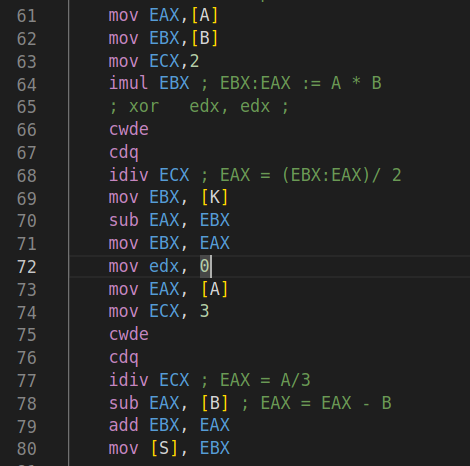 61 mov EAX,[A]
62 mov EBX,[B]
63 mov ECX,2
64 imul EBX ; EBX:EAX := A * B
65 ; xor   edx, edx ;
66 cwde
67 cdq
68 idiv ECX ; EAX = (EBX:EAX)/ 2
69 mov EBX, [K]
70 sub EAX, EBX
71 mov EBX, EAX
72 mov edx, 0
73 mov EAX, [A]
74 mov ECX, 3
75 cwde
76 cdq
77 idiv ECX ; EAX = A/3
78 sub EAX, [B] ; EAX = EAX - B
79 add EBX, EAX
80 mov [S], EBX